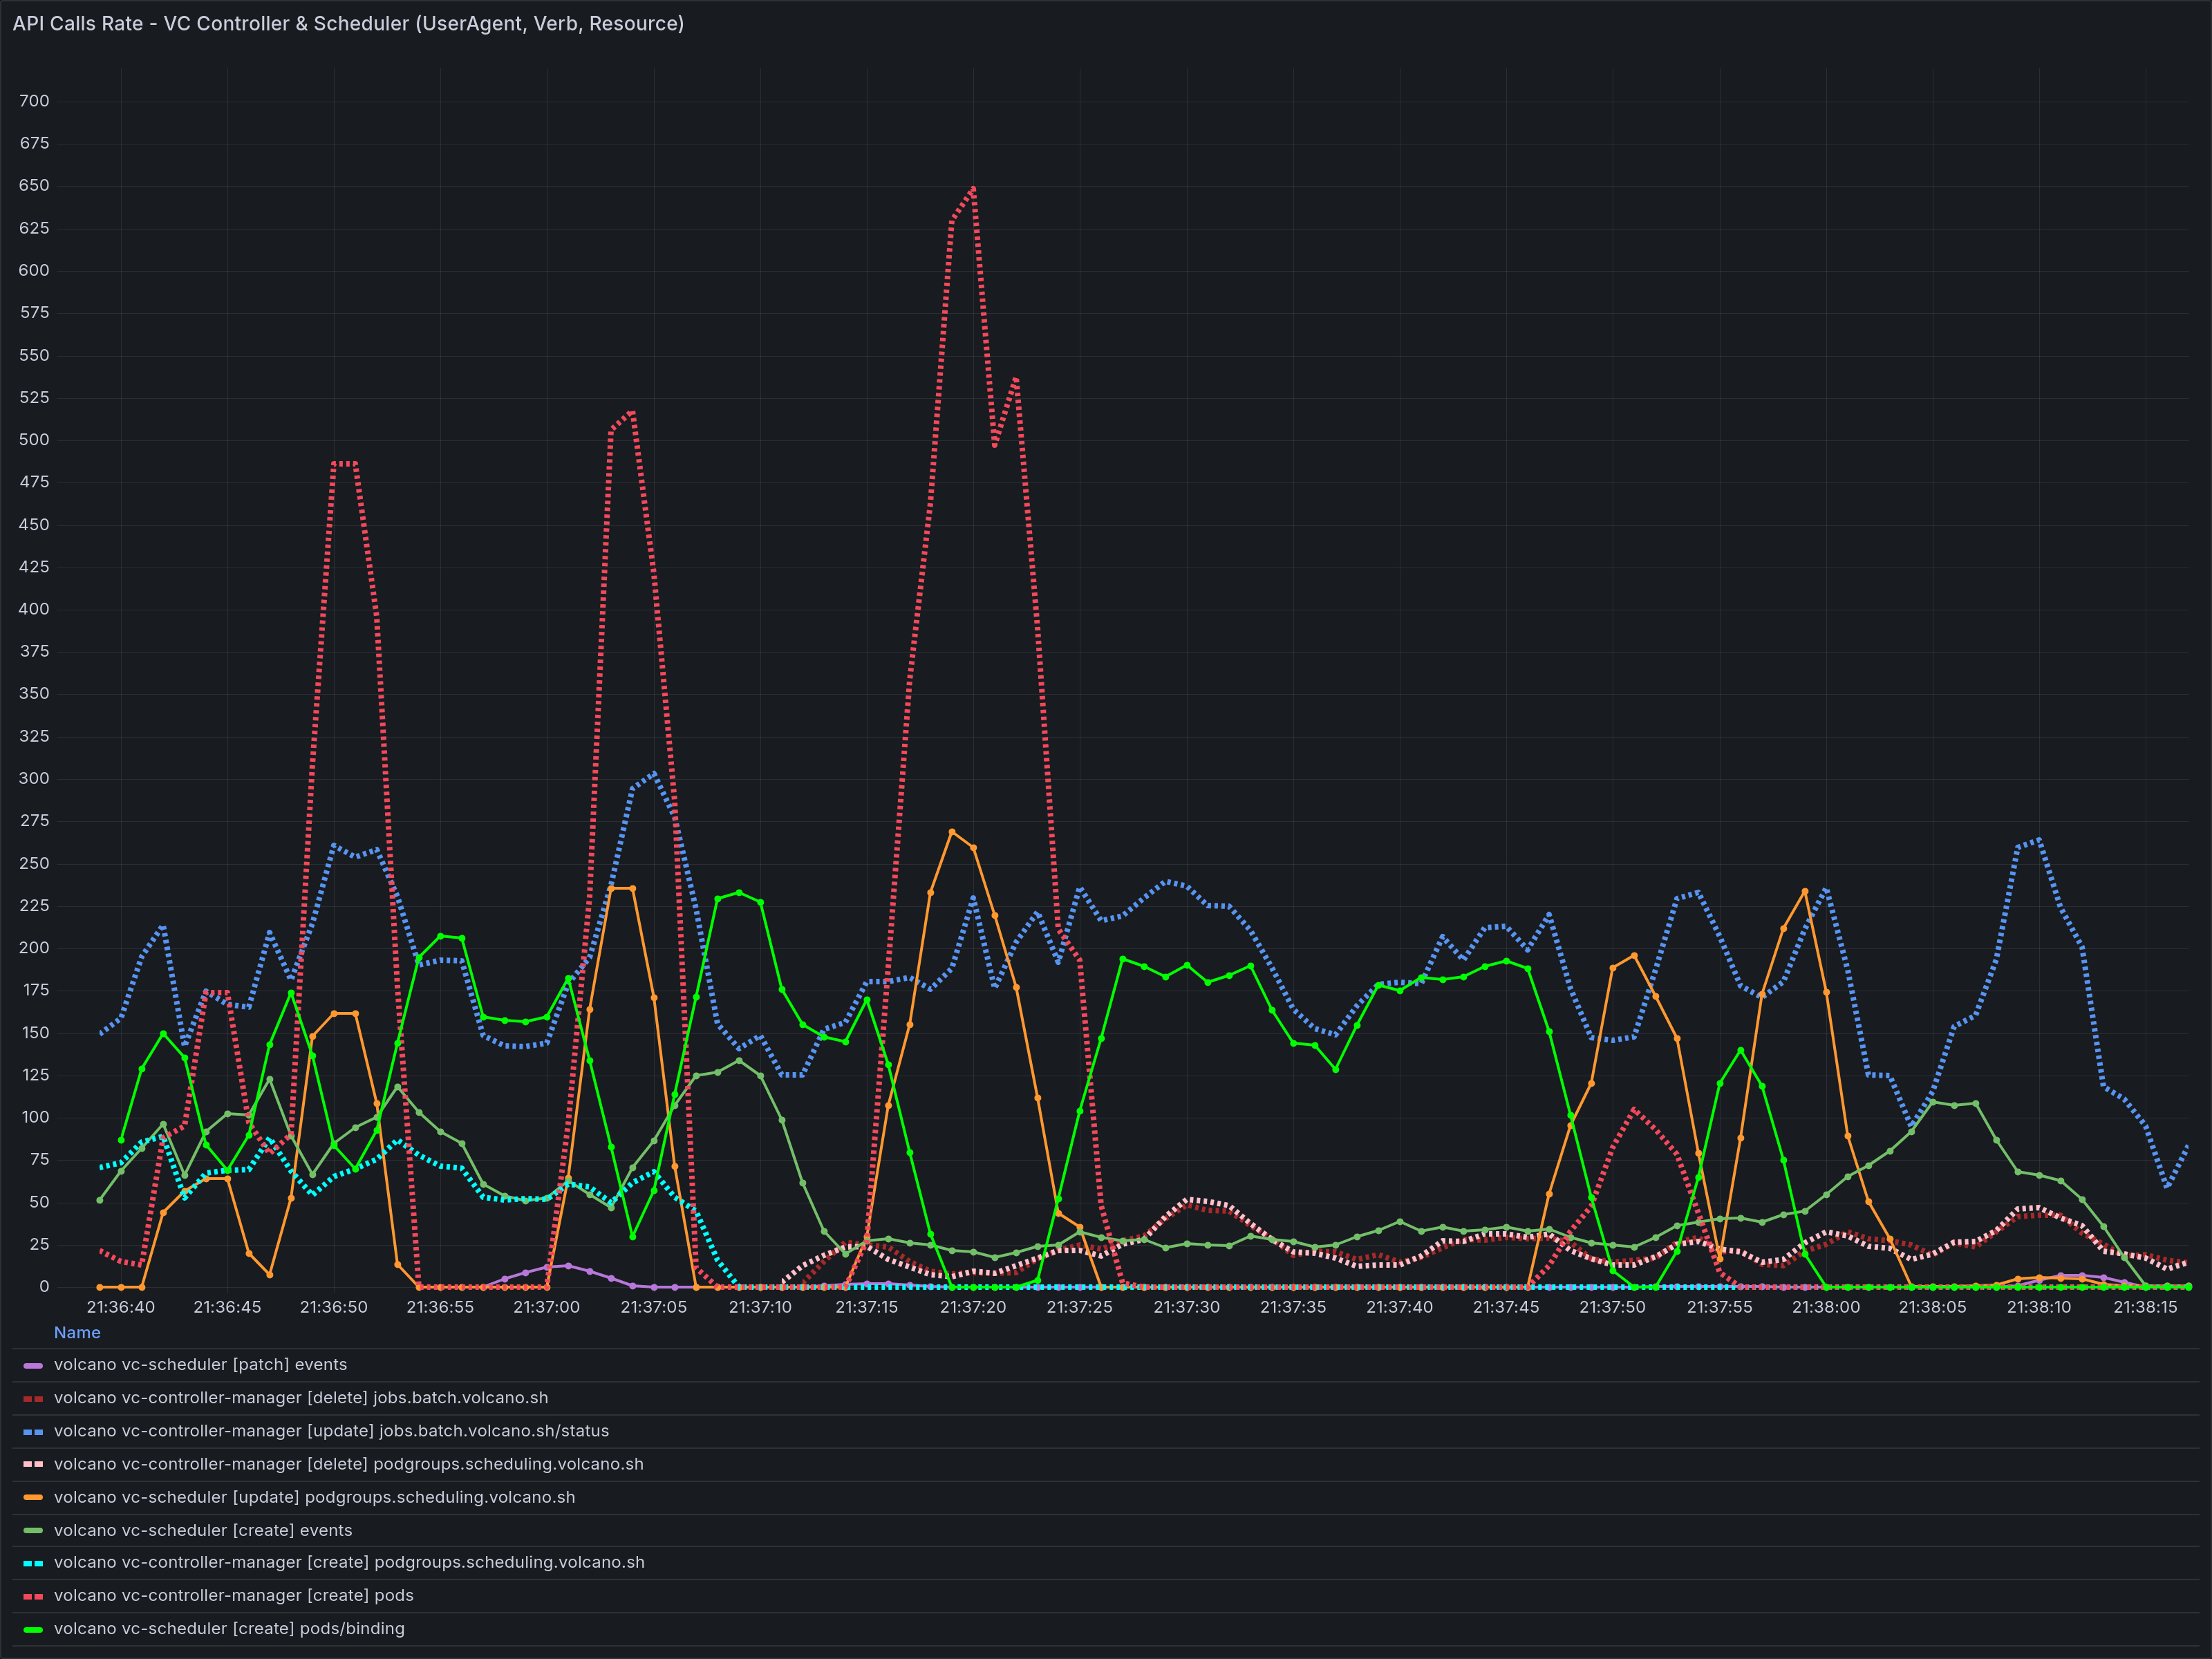 API Calls Rate - VC Controller & Scheduler (UserAgent, Verb, Resource)
700
675
650
625
600
575
550
525
500
475
450
425
400
375
350
325
300
275
250
225
200
175
150
125
100
75
50
25
0
21:36:40 21:36:45 21:36:50 21:36:55 21:37:00 21:37:05 21:37:10 21:37:15 21:37:20 21:37:25 21:37:30 21:37:35 21:37:40 21:37:45 21:37:50 21:37:55 21:38:00 21:38:05 21:38:10 21:38:15
Name
volcano vc-scheduler [patch] events
volcano vc-controller-manager [delete] jobs.batch.volcano.sh
volcano vc-controller-manager [update] jobs.batch.volcano.sh/status
volcano vc-controller-manager [delete] podgroups.scheduling.volcano.sh
volcano vc-scheduler [update] podgroups.scheduling.volcano.sh
volcano vc-scheduler [create] events
volcano vc-controller-manager [create] podgroups.scheduling.volcano.sh
volcano vc-controller-manager [create] pods
volcano vc-scheduler [create] pods/binding